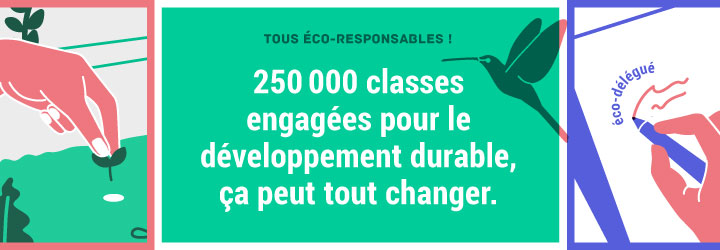 TOUS ÉCO-RESPONSABLES !
250 000 classes
engagées pour le
développement durable,
ça peut tout changer.
éco-délégué